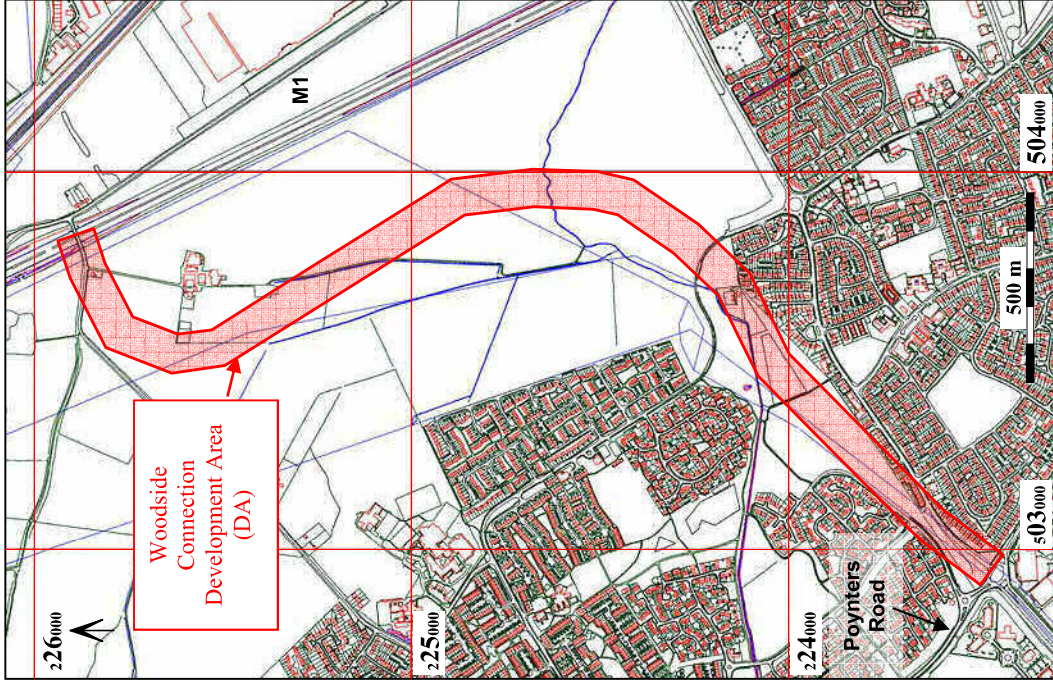 226000
M1
Woodside
Connection
Development Area
(DA)
225000
224000
Poynters
Road
500 m
503000
504000